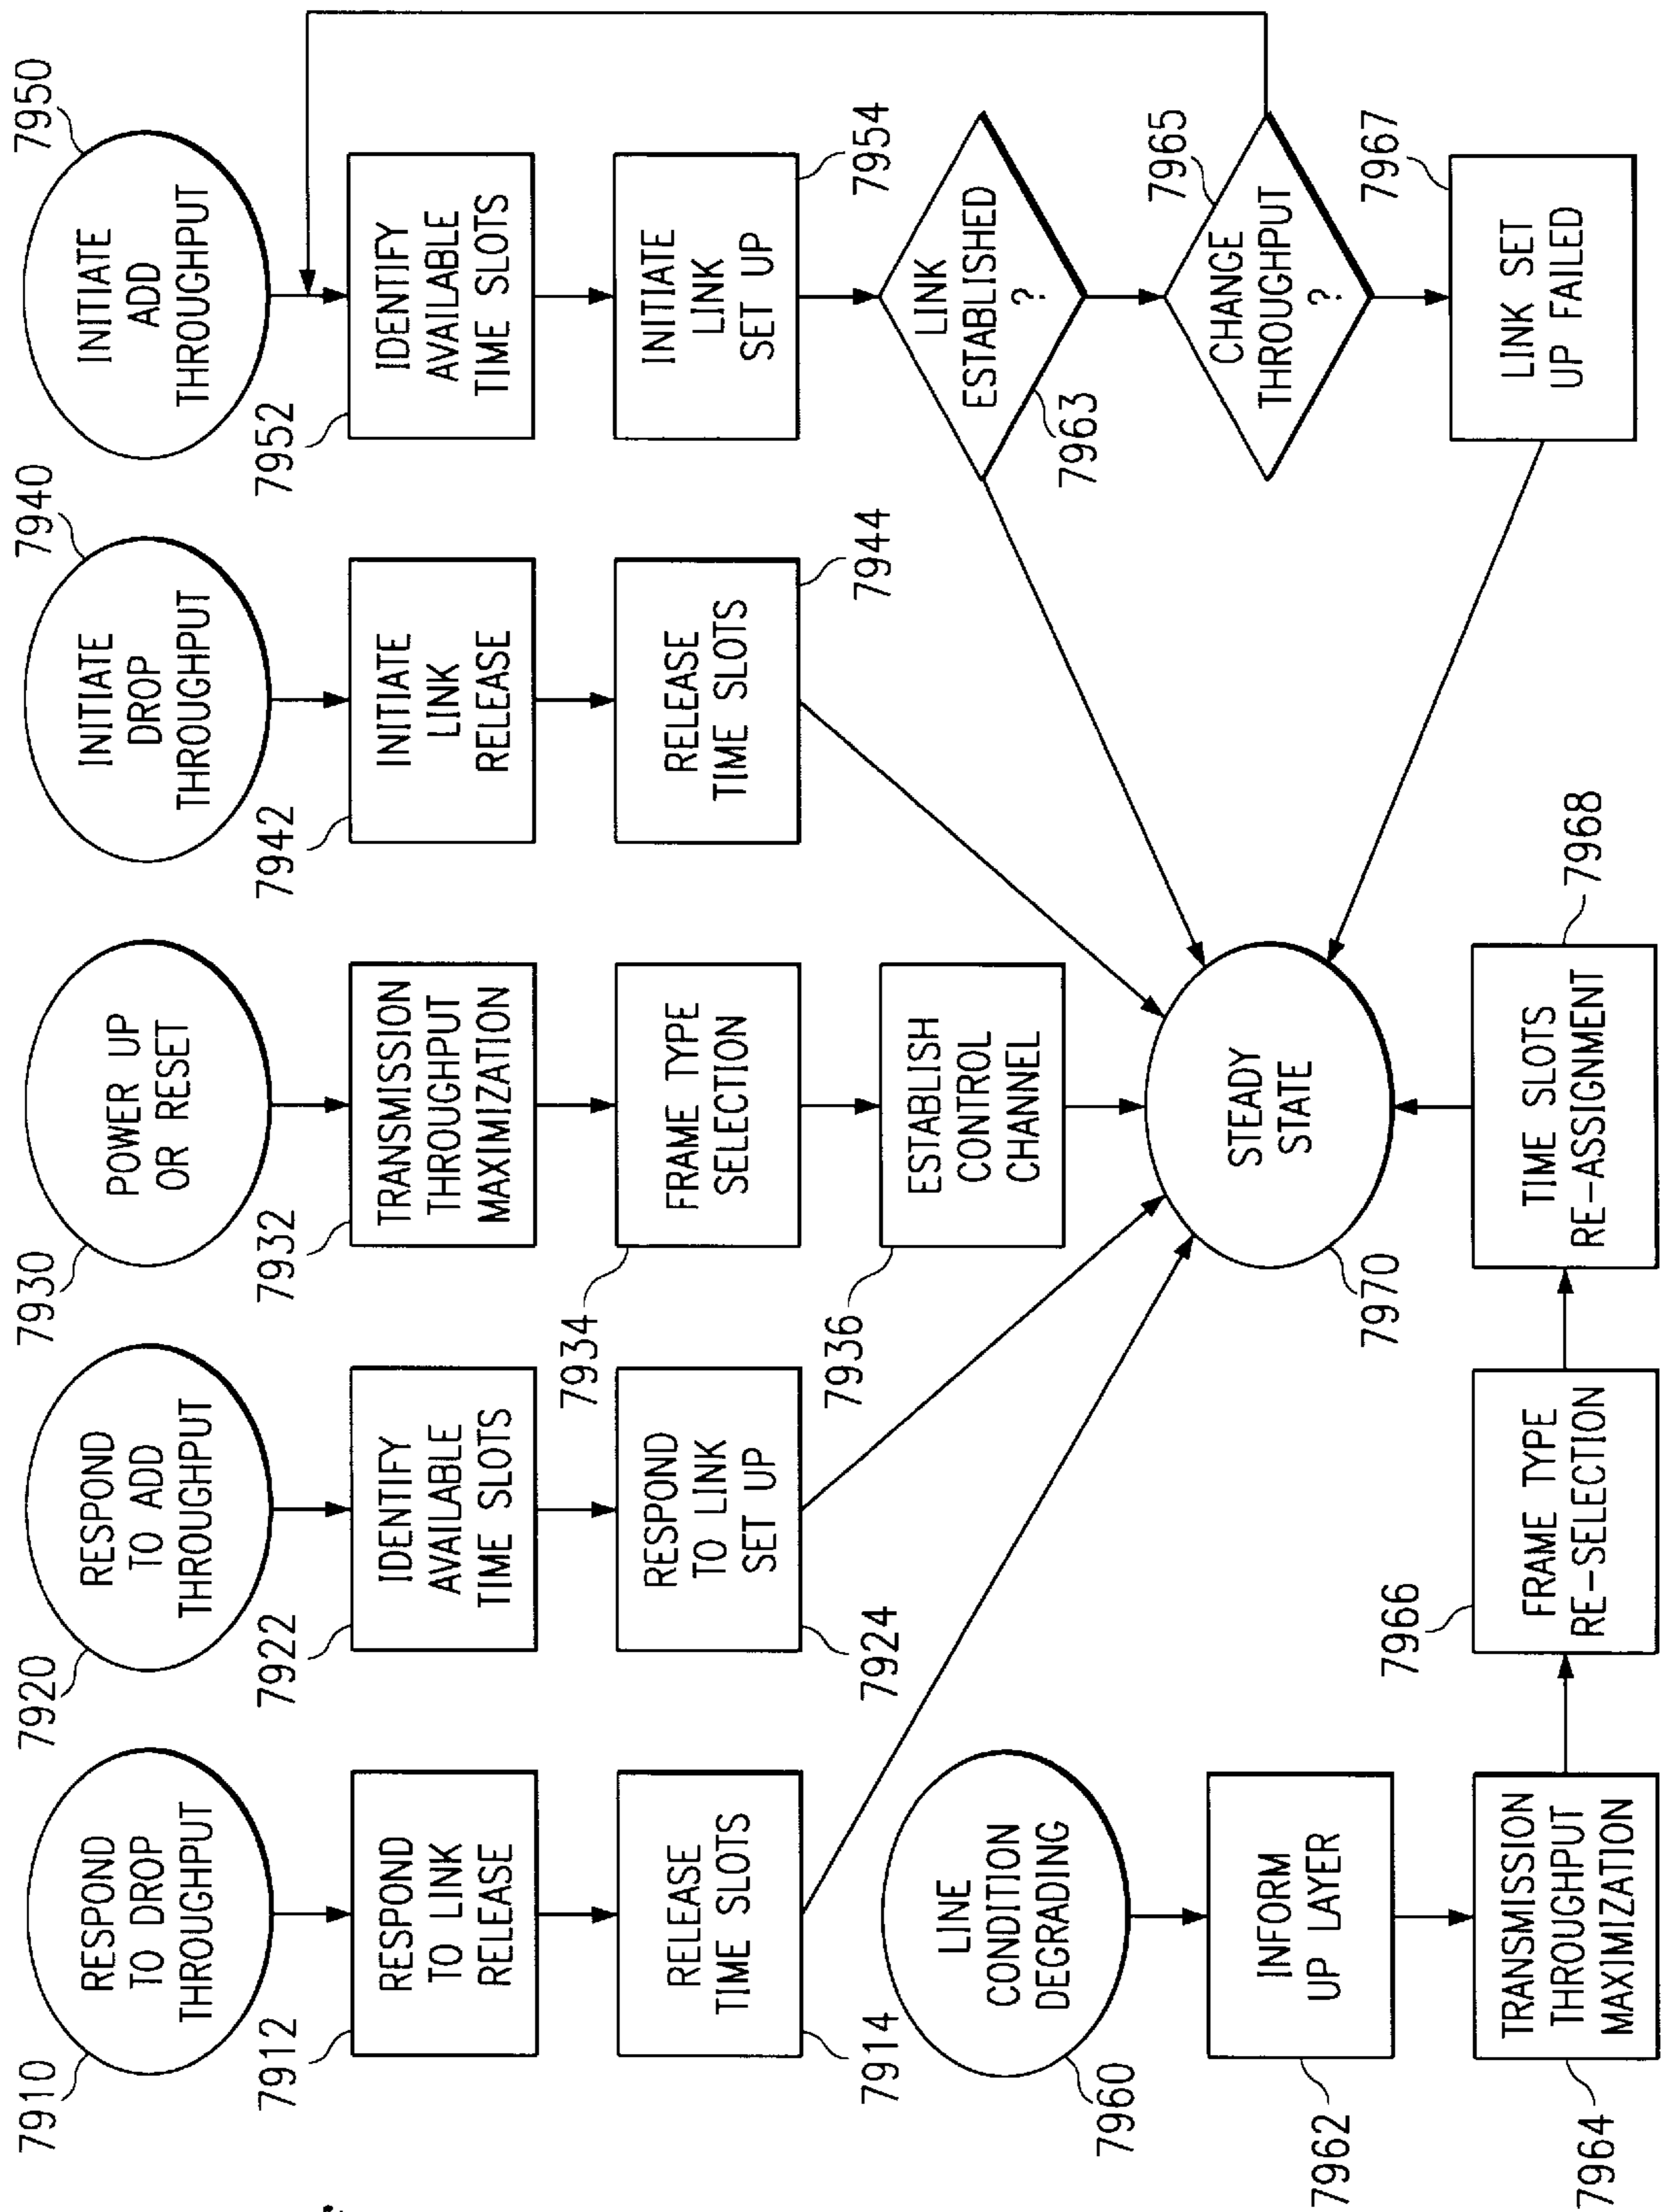 7910
RESPOND
TO DROP
THROUGHPUT
7912
RESPOND
TO LINK
RELEASE
RELEASE
TIME SLOTS
7914
7920
RESPOND
TO ADD
THROUGHPUT
7922
IDENTIFY
AVAILABLE
TIME SLOTS
RESPOND
TO LINK
SET UP
7924
7930
POWER UP
OR RESET
7932
TRANSMISSION
THROUGHPUT
MAXIMIZATION
7934
FRAME TYPE
SELECTION
7936
ESTABLISH
CONTROL
CHANNEL
7940
INITIATE
DROP
THROUGHPUT
7942
INITIATE
LINK
RELEASE
RELEASE
TIME SLOTS
7944
7950
INITIATE
ADD
THROUGHPUT
7952
IDENTIFY
AVAILABLE
TIME SLOTS
INITIATE
LINK
SET UP
7954
LINK
ESTABLISHED
?
7963
7965
CHANGE
THROUGHPUT
?
7967
LINK SET
UP FAILED
LINE
CONDITION
DEGRADING
7960
INFORM
UP LAYER
7962
TRANSMISSION
THROUGHPUT
MAXIMIZATION
7964
7966
FRAME TYPE
RE-SELECTION
TIME SLOTS
RE-ASSIGNMENT
7968
STEADY
STATE
7970